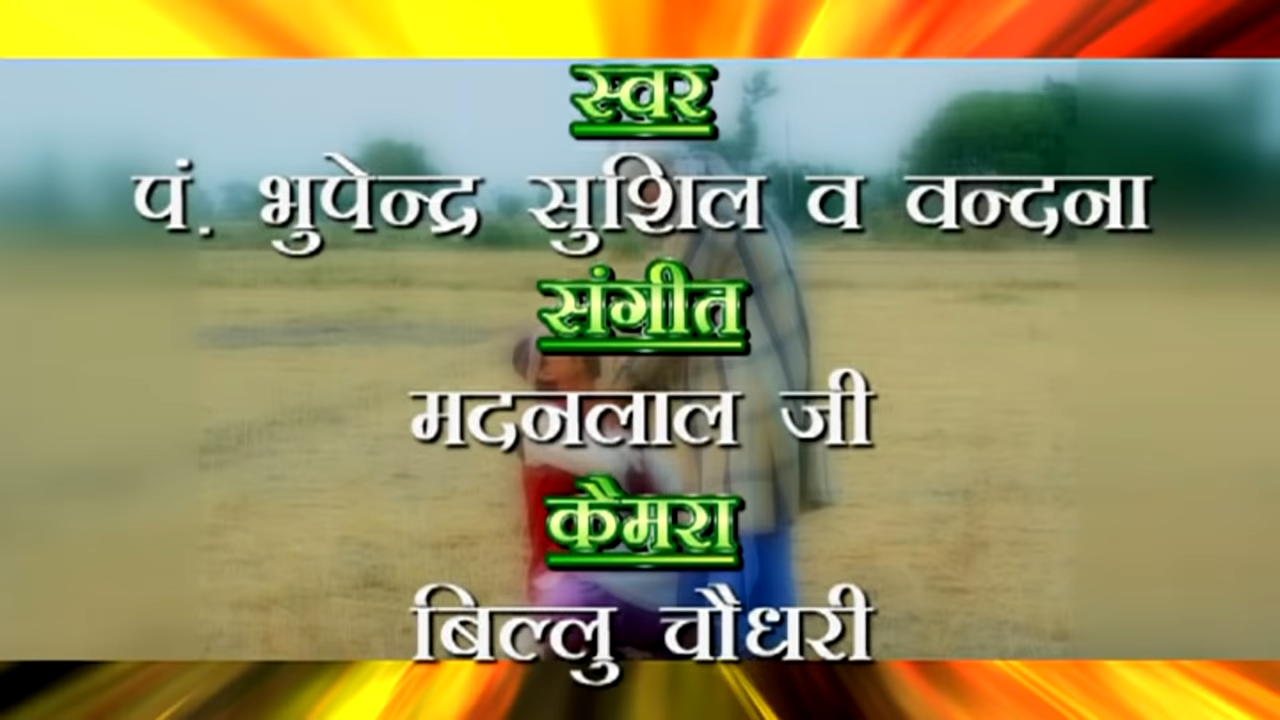 स्वर
पं. भुपेन्द्र सुशिल व वन्दना
संगीत
मदनलाल जी
कैमरा
बिल्लु चौधरी